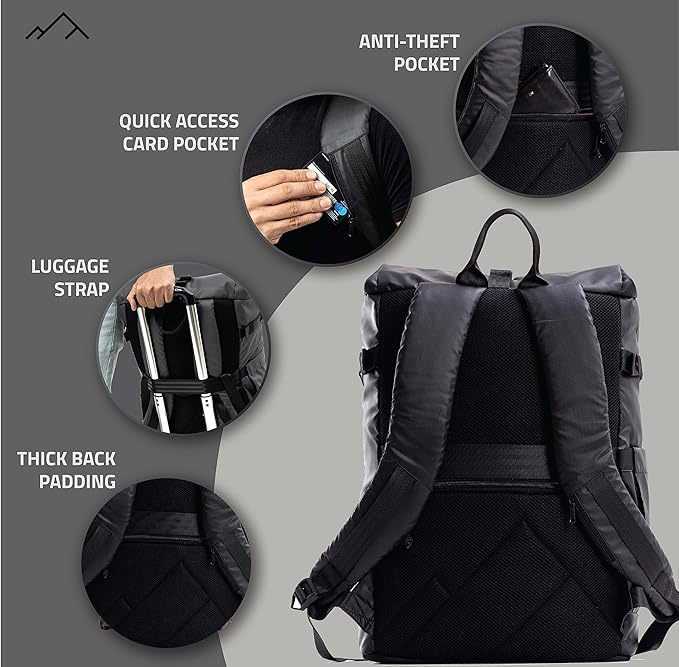 ANTI-THEFT
POCKET
QUICK ACCESS
CARD POCKET
LUGGAGE
STRAP
THICK BACK
PADDING